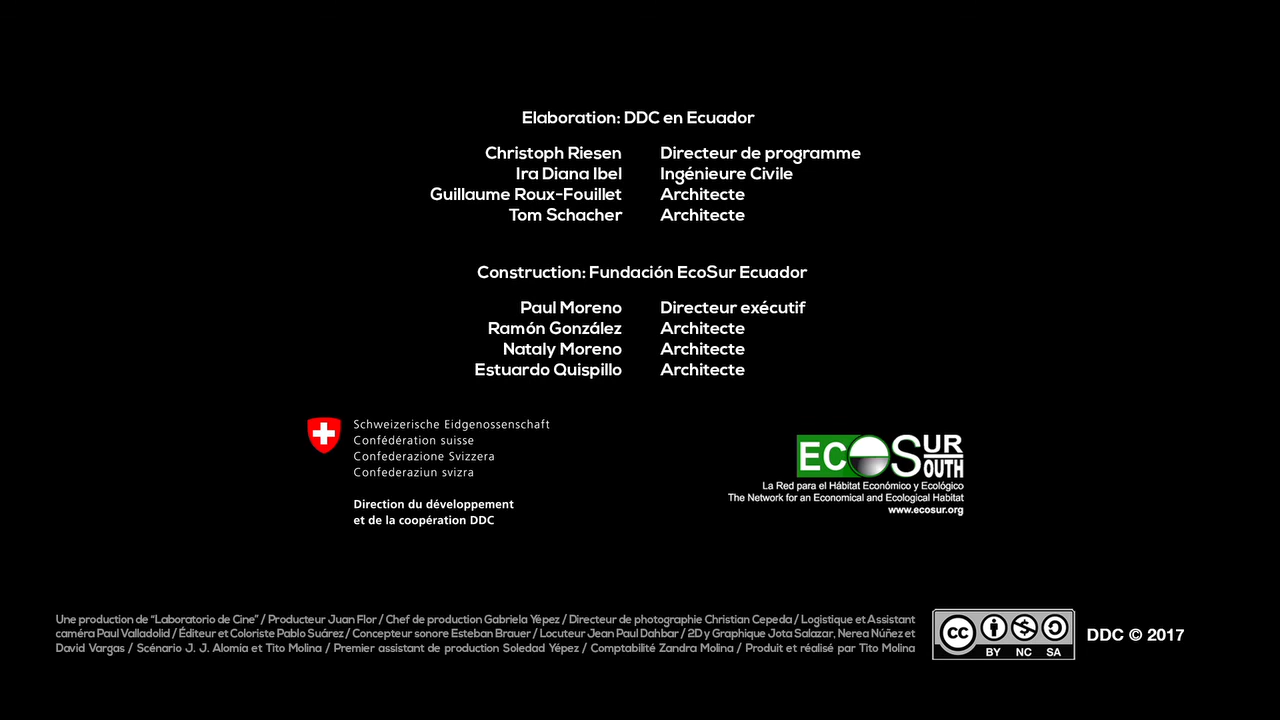 Elaboration: DDC en Ecuador
Christoph Riesen Directeur de programme
Ira Diana Ibel Ingénieure Civile
Guillaume Roux-Fouillet Architecte
Tom Schacher Architecte
Construction: Fundación EcoSur Ecuador
Paul Moreno Directeur exécutif
Ramón González Architecte
Nataly Moreno Architecte
Estuardo Quispillo Architecte
Schweizerische Eidgenossenschaft
Confédération suisse
Confederazione Svizzera
Confederaziun svizra
Direction du développement
et de la coopération DDC
ECOSUR
SOUTH
La Red para el Hábitat Económico y Ecológico
The Network for an Economical and Ecological Habitat
www.ecosur.org
Une production de “Laboratorio de Cine” / Producteur Juan Flor / Chef de production Gabriela Yépez / Directeur de photographie Christian Cepeda / Logistique et Assistant
caméra Paul Valladolid / Éditeur et Coloriste Pablo Suárez / Concepteur sonore Esteban Brauer / Locuteur Jean Paul Dahbar / 2D y Graphique Jota Salazar, Nerea Núñez et
David Vargas / Scénario J. J. Alomía et Tito Molina / Premier assistant de production Soledad Yépez / Comptabilité Zandra Molina / Produit et réalisé par Tito Molina
cc
BY NC SA
DDC © 2017